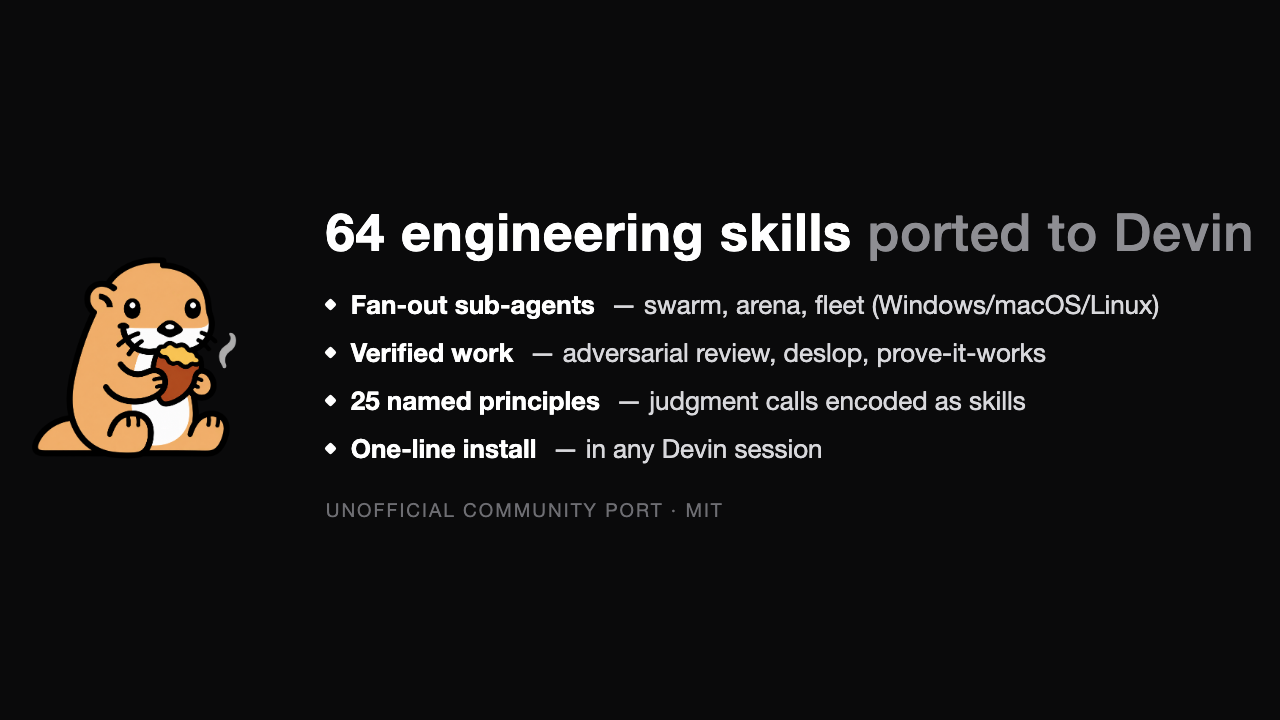 64 engineering skills ported to Devin
◆ Fan-out sub-agents — swarm, arena, fleet (Windows/macOS/Linux)
◆ Verified work — adversarial review, deslop, prove-it-works
◆ 25 named principles — judgment calls encoded as skills
◆ One-line install — in any Devin session
UNOFFICIAL COMMUNITY PORT · MIT